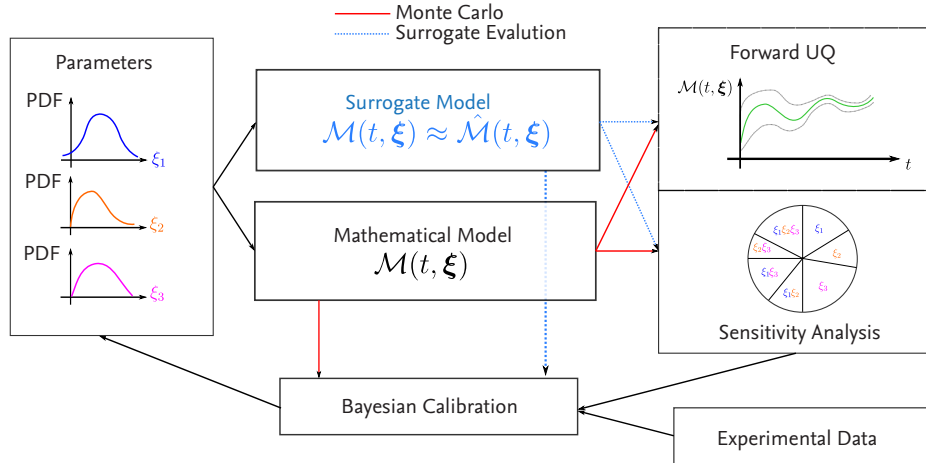 Monte Carlo
Surrogate Evalution
Parameters
PDF
ξ₁
PDF
ξ₂
PDF
ξ₃
Surrogate Model
ℳ(t, ξ) ≈ ℳ̂(t, ξ)
Mathematical Model
ℳ(t, ξ)
Forward UQ
ℳ(t, ξ)
t
ξ₁ξ₂ξ₃
ξ₁
ξ₂ξ₃
ξ₂
ξ₁ξ₃
ξ₃
ξ₁ξ₂
Sensitivity Analysis
Bayesian Calibration
Experimental Data